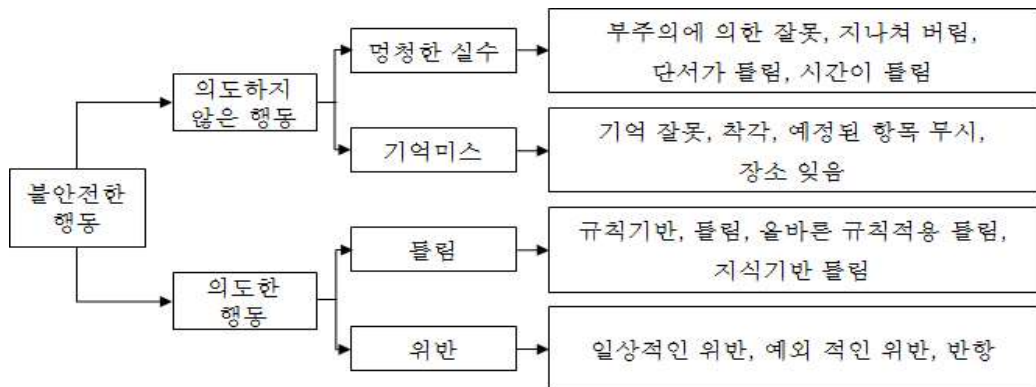 멍청한 실수
부주의에 의한 잘못, 지나쳐 버림,
단서가 틀림, 시간이 틀림
의도하지
않은 행동
기억미스
기억 잘못, 착각, 예정된 항목 무시,
장소 잊음
불안전한
행동
틀림
규칙기반, 틀림, 올바른 규칙적용 틀림,
지식기반 틀림
의도한
행동
위반
일상적인 위반, 예외 적인 위반, 반항